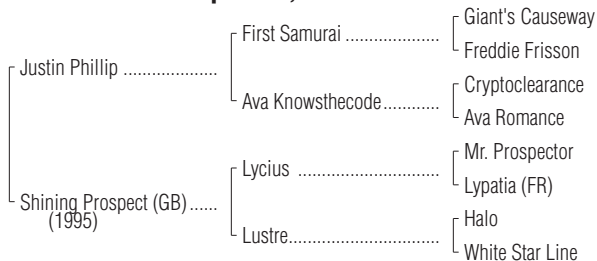 Giant's Causeway
First Samurai ...................
Freddie Frisson
Justin Phillip ...................
Cryptoclearance
Ava Knowsthecode............
Ava Romance
Mr. Prospector
Lycius ............................
Lypatia (FR)
Shining Prospect (GB) ......
(1995)
Halo
Lustre..............................
White Star Line